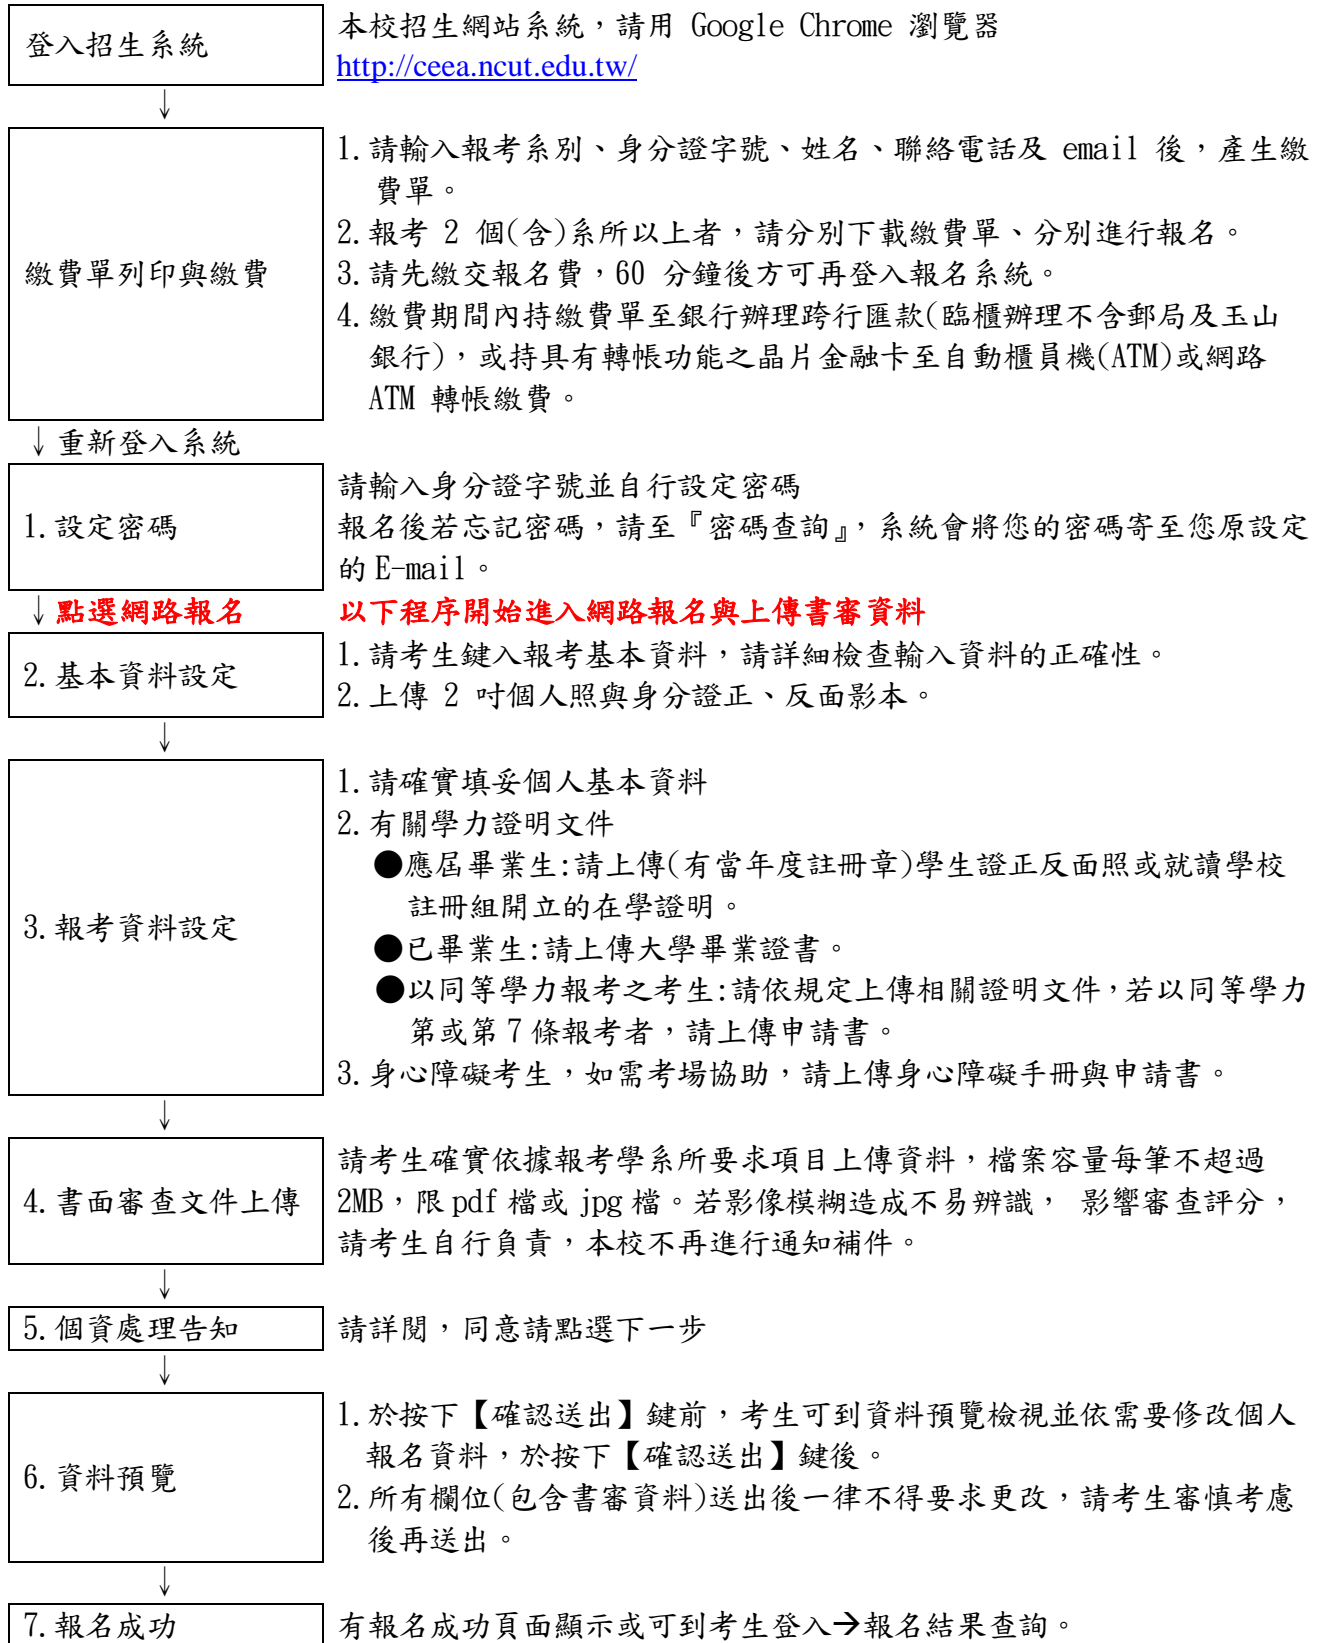 登入招生系統
本校招生網站系統，請用 Google Chrome 瀏覽器
http://ceea.ncut.edu.tw/
↓
繳費單列印與繳費
1.請輸入報考系別、身分證字號、姓名、聯絡電話及 email 後，產生繳
費單。
2.報考 2 個(含)系所以上者，請分別下載繳費單、分別進行報名。
3.請先繳交報名費，60 分鐘後方可再登入報名系統。
4.繳費期間內持繳費單至銀行辦理跨行匯款(臨櫃辦理不含郵局及玉山
銀行)，或持具有轉帳功能之晶片金融卡至自動櫃員機(ATM)或網路
ATM 轉帳繳費。
↓重新登入系統
1.設定密碼
請輸入身分證字號並自行設定密碼
報名後若忘記密碼，請至『密碼查詢』，系統會將您的密碼寄至您原設定
的 E-mail。
↓點選網路報名 以下程序開始進入網路報名與上傳書審資料
2.基本資料設定
1.請考生鍵入報考基本資料，請詳細檢查輸入資料的正確性。
2.上傳 2 吋個人照與身分證正、反面影本。
↓
3.報考資料設定
1.請確實填妥個人基本資料
2.有關學力證明文件
●應屆畢業生:請上傳(有當年度註冊章)學生證正反面照或就讀學校
註冊組開立的在學證明。
●已畢業生:請上傳大學畢業證書。
●以同等學力報考之考生:請依規定上傳相關證明文件，若以同等學力
第或第 7 條報考者，請上傳申請書。
3.身心障礙考生，如需考場協助，請上傳身心障礙手冊與申請書。
↓
4.書面審查文件上傳
請考生確實依據報考學系所要求項目上傳資料，檔案容量每筆不超過
2MB，限 pdf 檔或 jpg 檔。若影像模糊造成不易辨識， 影響審查評分，
請考生自行負責，本校不再進行通知補件。
↓
5.個資處理告知
請詳閱，同意請點選下一步
↓
6.資料預覽
1.於按下【確認送出】鍵前，考生可到資料預覽檢視並依需要修改個人
報名資料，於按下【確認送出】鍵後。
2.所有欄位(包含書審資料)送出後一律不得要求更改，請考生審慎考慮
後再送出。
↓
7.報名成功
有報名成功頁面顯示或可到考生登入→報名結果查詢。